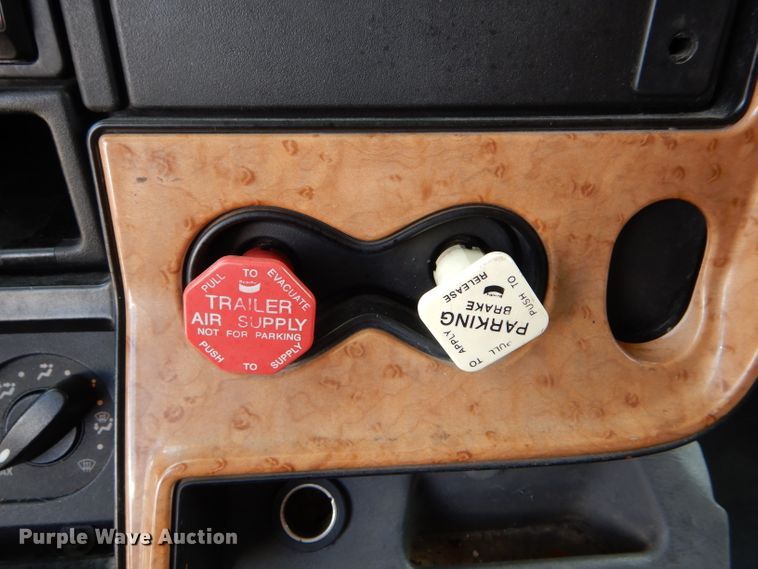 PULL TO EVACUATE
Bendix
TRAILER
AIR SUPPLY
NOT FOR PARKING
PUSH TO SUPPLY
PUSH TO
RELEASE
PARKING
BRAKE
PULL TO
APPLY
Purple Wave Auction